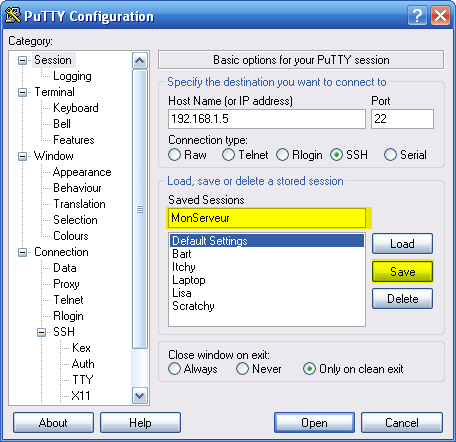 PuTTY Configuration
Category:
Session
Logging
Terminal
Keyboard
Bell
Features
Window
Appearance
Behaviour
Translation
Selection
Colours
Connection
Data
Proxy
Telnet
Rlogin
SSH
Kex
Auth
TTY
X11
Basic options for your PuTTY session
Specify the destination you want to connect to
Host Name (or IP address) Port
192.168.1.5 22
Connection type:
Raw Telnet Rlogin SSH Serial
Load, save or delete a stored session
Saved Sessions
MonServeur
Default Settings
Bart
Itchy
Laptop
Lisa
Scratchy
Load
Save
Delete
Close window on exit:
Always Never Only on clean exit
About Help Open Cancel